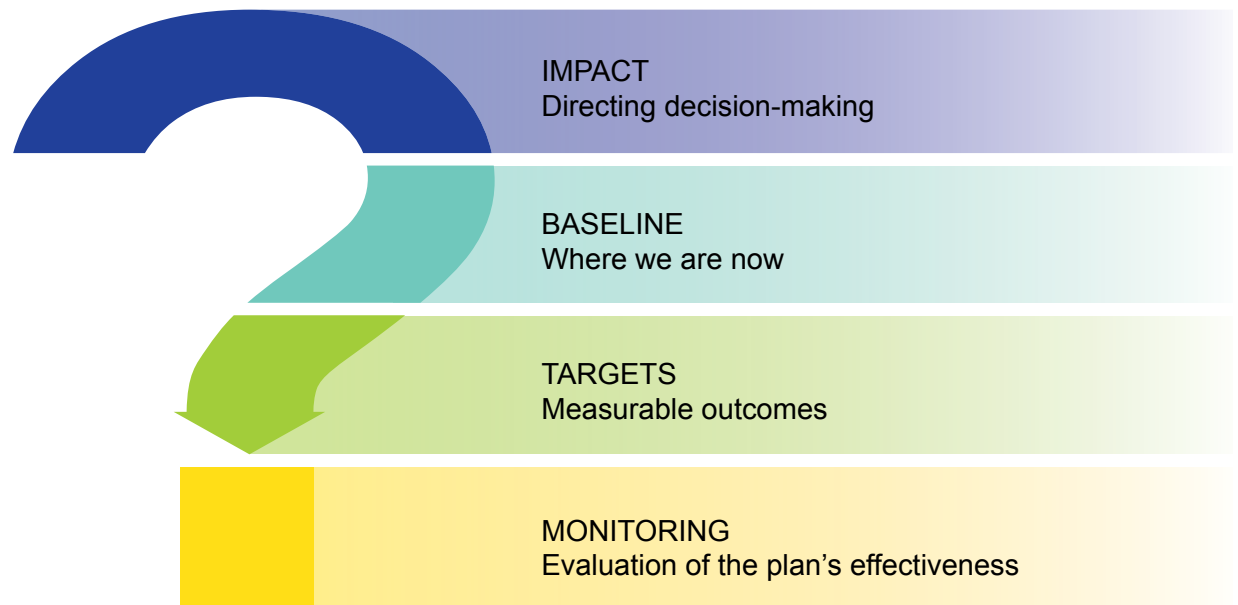 IMPACT
Directing decision-making
BASELINE
Where we are now
TARGETS
Measurable outcomes
MONITORING
Evaluation of the plan’s effectiveness